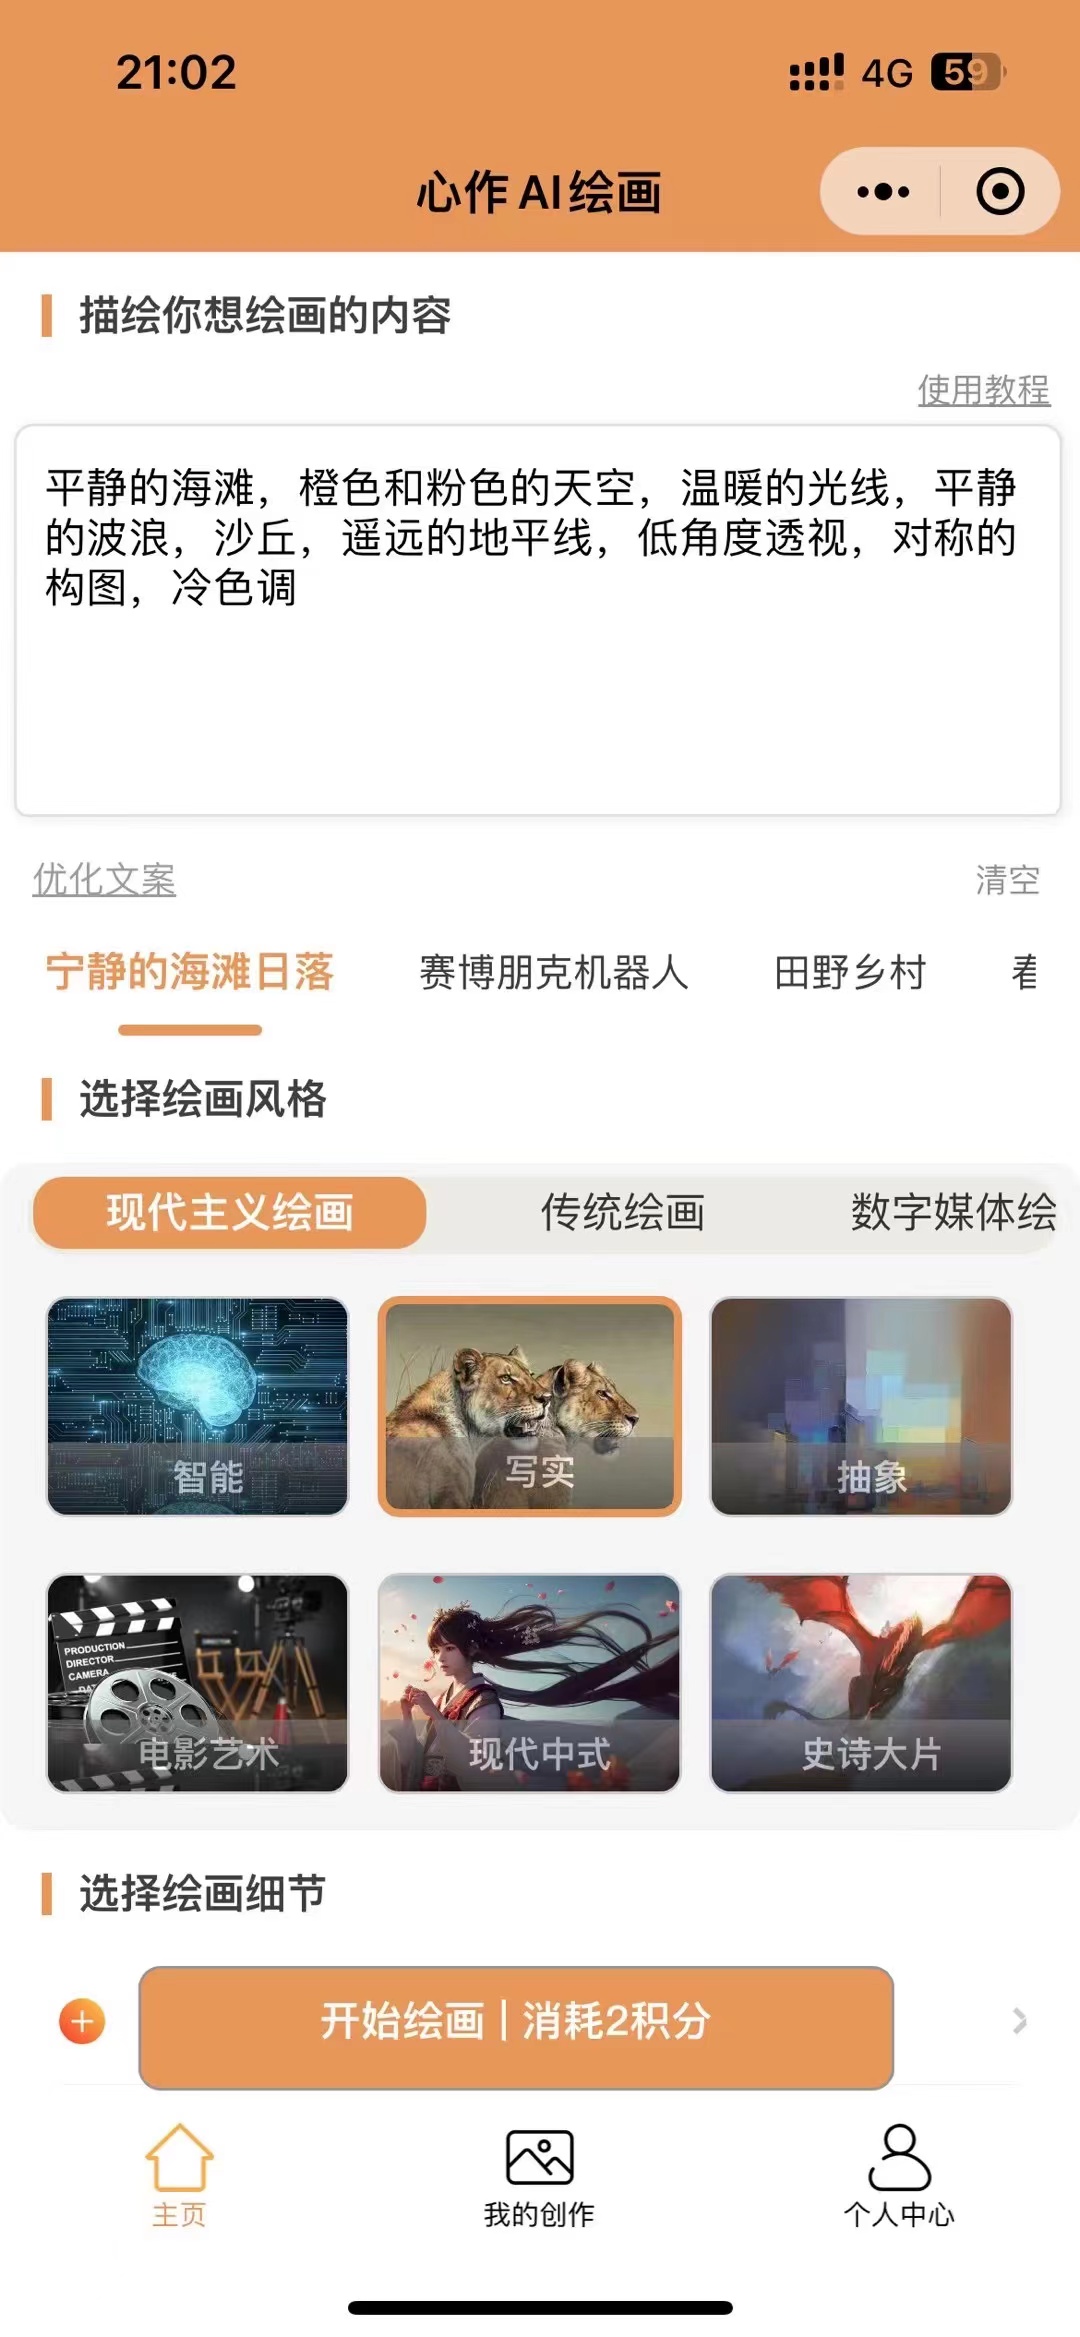 21:02
4G 59
心作AI绘画
描绘你想绘画的内容
使用教程
平静的海滩，橙色和粉色的天空，温暖的光线，平静
的波浪，沙丘，遥远的地平线，低角度透视，对称的
构图，冷色调
优化文案 清空
宁静的海滩日落 赛博朋克机器人 田野乡村
选择绘画风格
现代主义绘画 传统绘画 数字媒体绘
智能 写实 抽象
PRODUCTION
DIRECTOR
CAMERA
电影艺术 现代中式 史诗大片
选择绘画细节
开始绘画 | 消耗2积分
主页 我的创作 个人中心